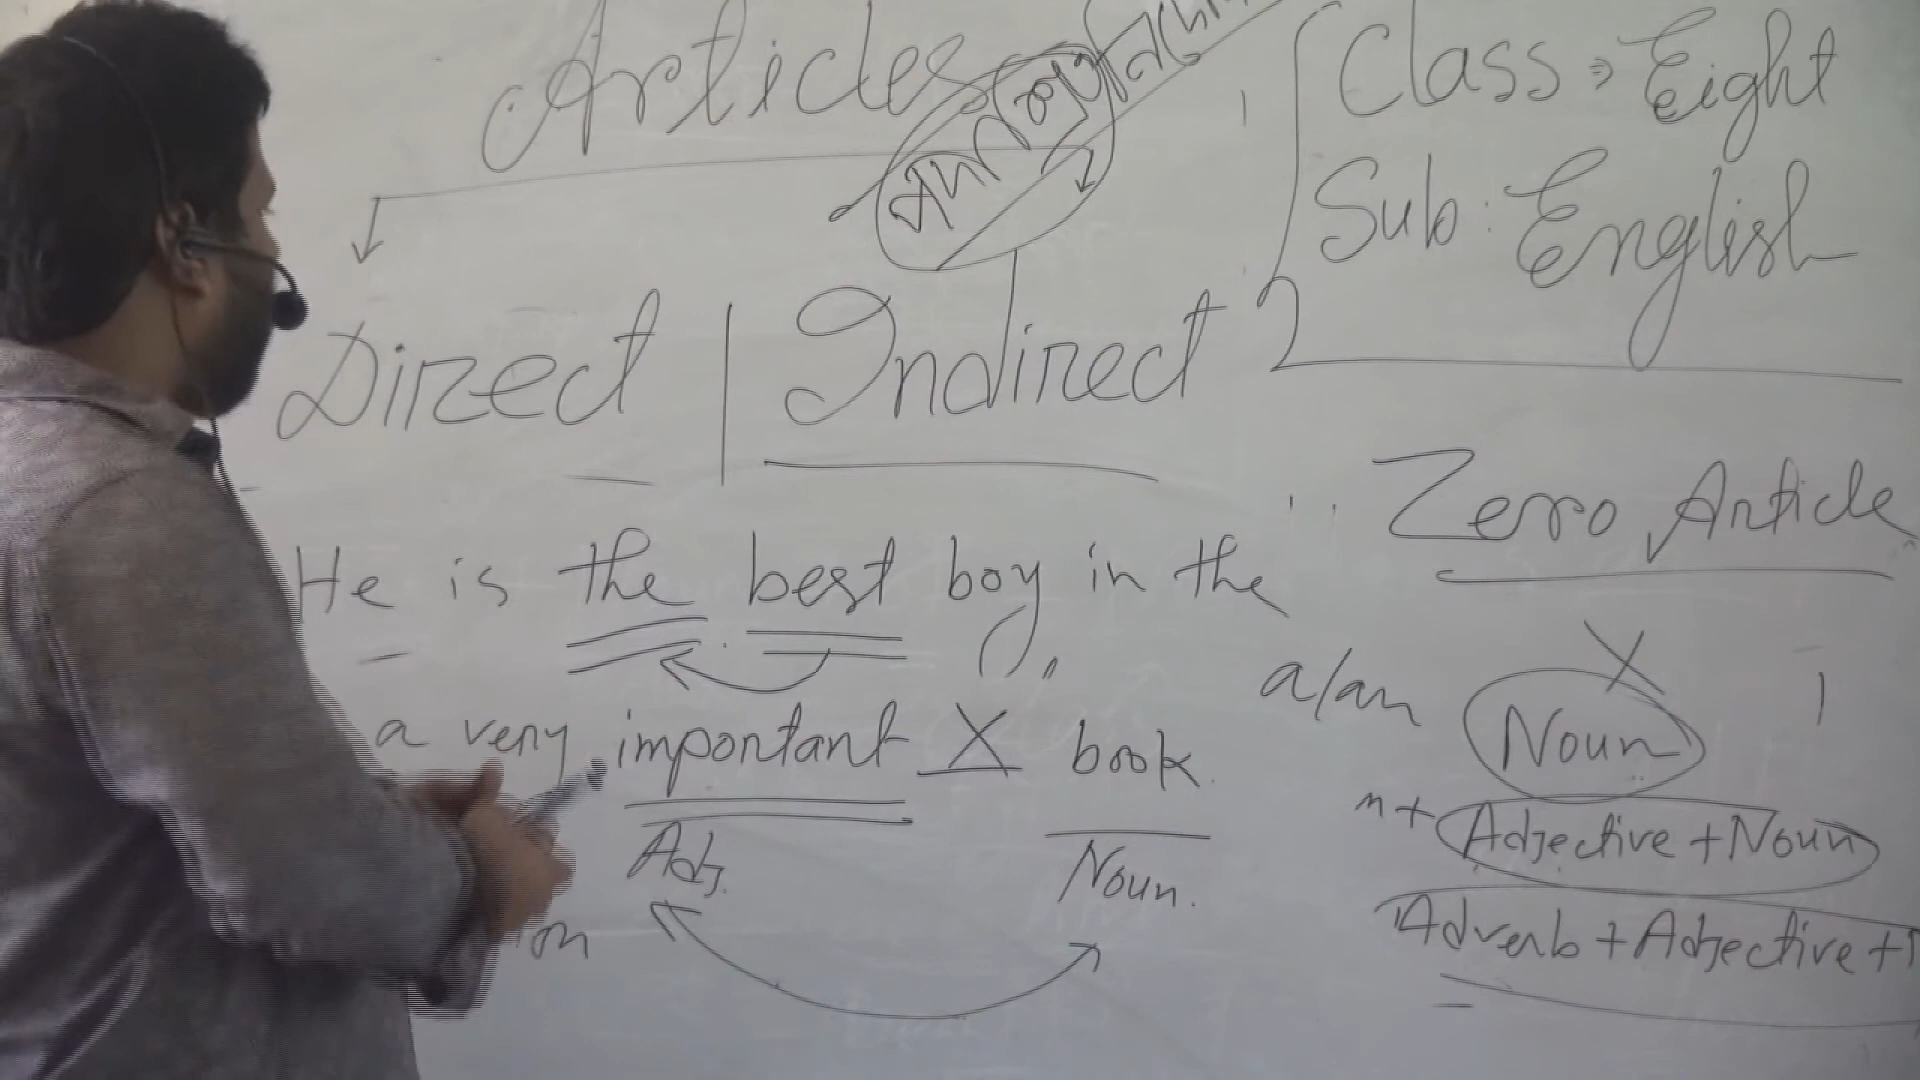 Articles
Class → Eight
Sub : English
Direct | Indirect
Zero Article
He is the best boy in the
a/an
X
Noun
a very important X book
Adj.
Noun.
n + Adjective + Noun
Adverb + Adjective +
on